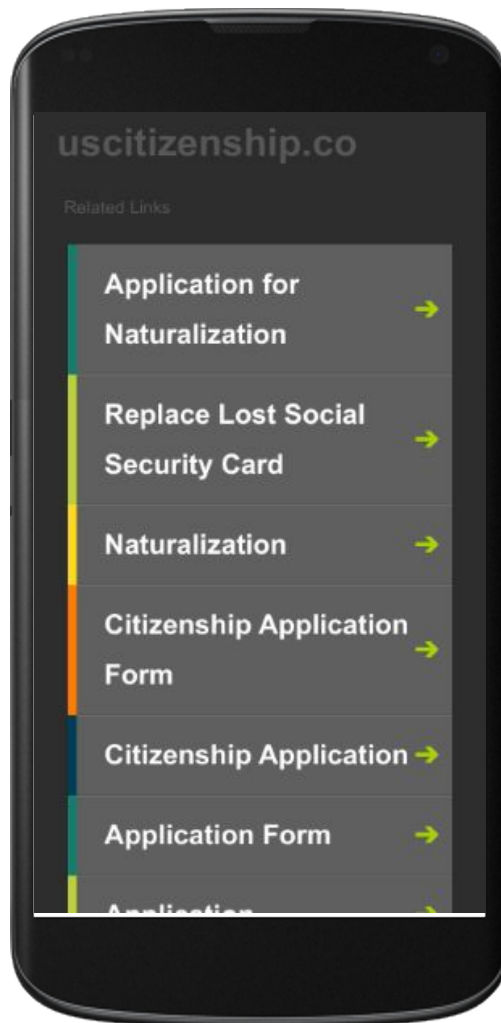 uscitizenship.co
Related Links
Application for
Naturalization
Replace Lost Social
Security Card
Naturalization
Citizenship Application
Form
Citizenship Application
Application Form
Application